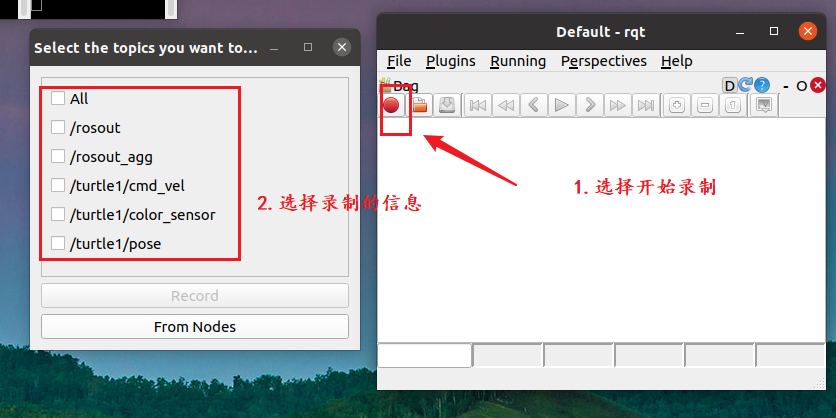 Select the topics you want to...
All
/rosout
/rosout_agg
/turtle1/cmd_vel
/turtle1/color_sensor
/turtle1/pose
Record
From Nodes
2.选择录制的信息
Default - rqt
File Plugins Running Perspectives Help
Bag
D - O
1.选择开始录制